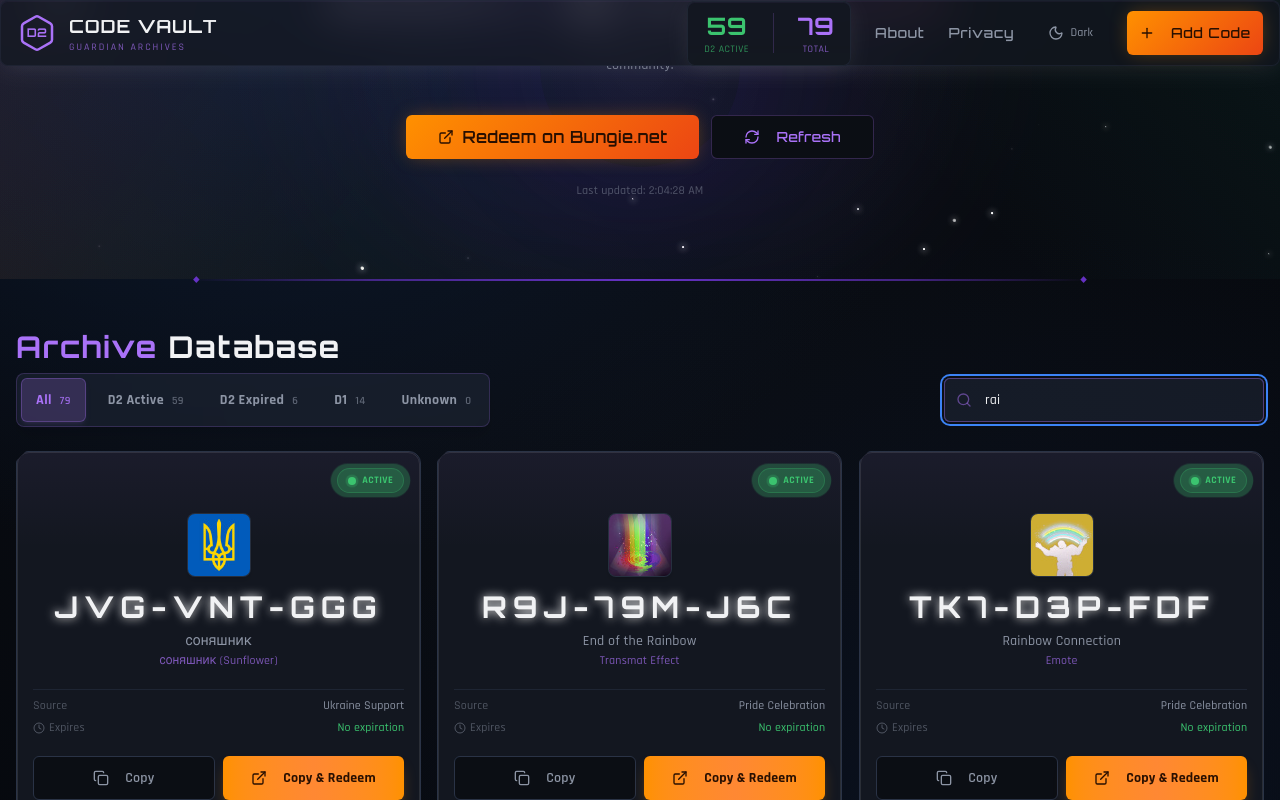 D2
CODE VAULT
GUARDIAN ARCHIVES
59
D2 ACTIVE
79
TOTAL
About
Privacy
Dark
Add Code
community.
Redeem on Bungie.net
Refresh
Last updated: 2:04:28 AM
Archive Database
All 79
D2 Active 59
D2 Expired 6
D1 14
Unknown 0
rai
ACTIVE
JVG-VNT-GGG
соняшник
соняшник (Sunflower)
Source Ukraine Support
Expires No expiration
Copy
Copy & Redeem
ACTIVE
R9J-79M-J6C
End of the Rainbow
Transmat Effect
Source Pride Celebration
Expires No expiration
Copy
Copy & Redeem
ACTIVE
TK7-D3P-FDF
Rainbow Connection
Emote
Source Pride Celebration
Expires No expiration
Copy
Copy & Redeem